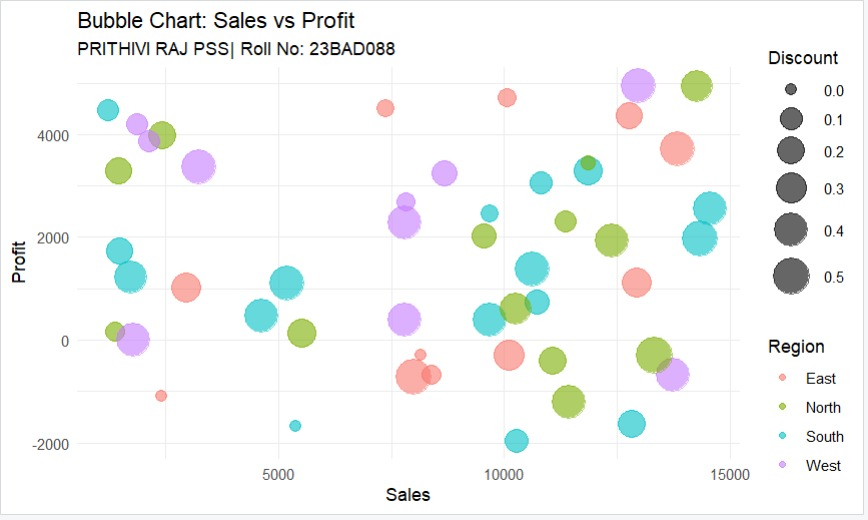 Bubble Chart: Sales vs Profit
PRITHIVI RAJ PSS| Roll No: 23BAD088
Profit
4000
2000
0
-2000
5000
10000
15000
Sales
Discount
0.0
0.1
0.2
0.3
0.4
0.5
Region
East
North
South
West